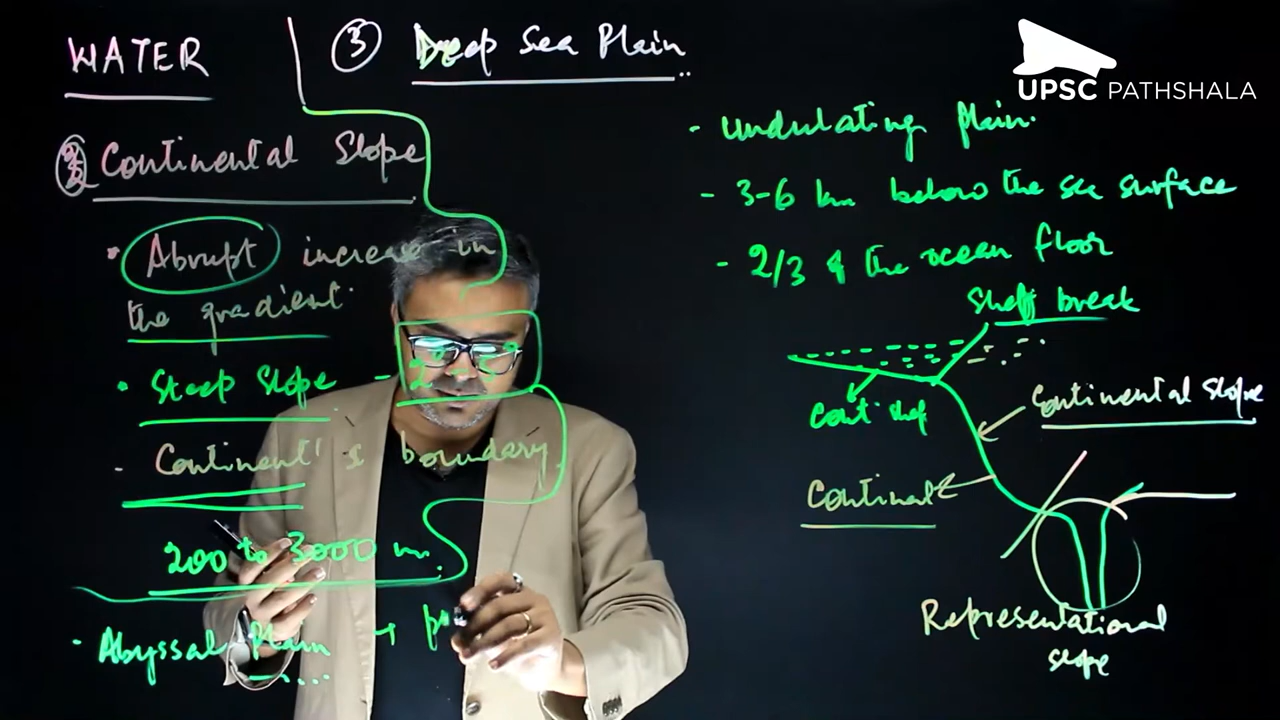 WATER
③ Deep Sea Plain
UPSC PATHSHALA
Continental Slope
• Abrupt increase in
the gradient.
• Steep Slope -
- Continent's boundary
200 to 3000 m.
• Abyssal Plain →
- undulating plain.
- 3-6 km below the sea surface
- 2/3 of the ocean floor
Shelf break
Cont shelf
Continental Slope
Continent
Representational
slope